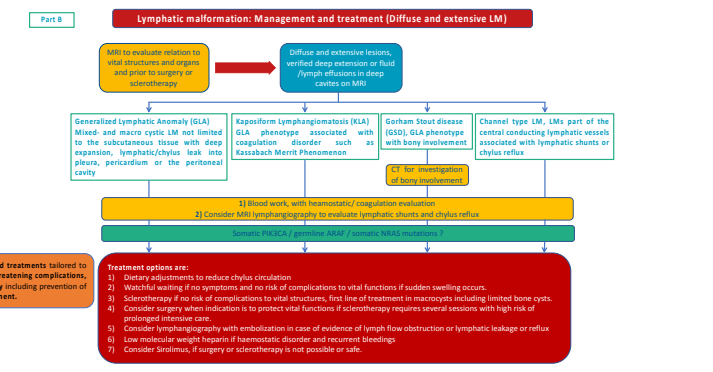 Part B
Lymphatic malformation: Management and treatment (Diffuse and extensive LM)
MRI to evaluate relation to
vital structures and organs
and prior to surgery or
sclerotherapy
Diffuse and extensive lesions,
verified deep extension or fluid
/lymph effusions in deep
cavites on MRI
Generalized Lymphatic Anomaly (GLA)
Mixed- and macro cystic LM not limited
to the subcutaneous tissue with deep
expansion, lymphatic/chylus leak into
pleura, pericardium or the peritoneal
cavity
Kaposiform Lymphangiomatosis (KLA)
GLA phenotype associated with
coagulation disorder such as
Kassabach Merrit Phenomenon
Gorham Stout disease
(GSD), GLA phenotype
with bony involvement
Channel type LM, LMs part of the
central conducting lymphatic vessels
associated with lymphatic shunts or
chylus reflux
CT for investigation
of bony involvement
1) Blood work, with heamostatic/ coagulation evaluation
2) Consider MRI lymphangiography to evaluate lymphatic shunts and chylus reflux
Somatic PIK3CA / germline ARAF / somatic NRAS mutations ?
d treatments tailored to
reatening complications,
y including prevention of
ment.
Treatment options are:
1) Dietary adjustments to reduce chylus circulation
2) Watchful waiting if no symptoms and no risk of complications to vital functions if sudden swelling occurs.
3) Sclerotherapy if no risk of complications to vital structures, first line of treatment in macrocysts including limited bone cysts.
4) Consider surgery when indication is to protect vital functions if sclerotherapy requires several sessions with high risk of
prolonged intensive care.
5) Consider lymphangiography with embolization in case of evidence of lymph flow obstruction or lymphatic leakage or reflux
6) Low molecular weight heparin if haemostatic disorder and recurrent bleedings
7) Consider Sirolimus, if surgery or sclerotherapy is not possible or safe.